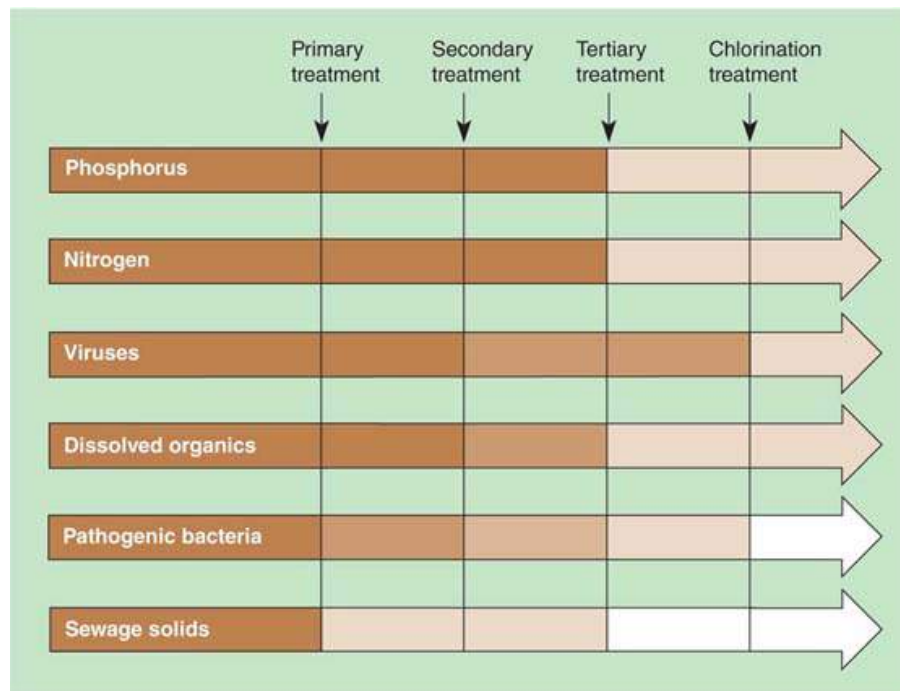 Primary
treatment
Secondary
treatment
Tertiary
treatment
Chlorination
treatment
Phosphorus
Nitrogen
Viruses
Dissolved organics
Pathogenic bacteria
Sewage solids